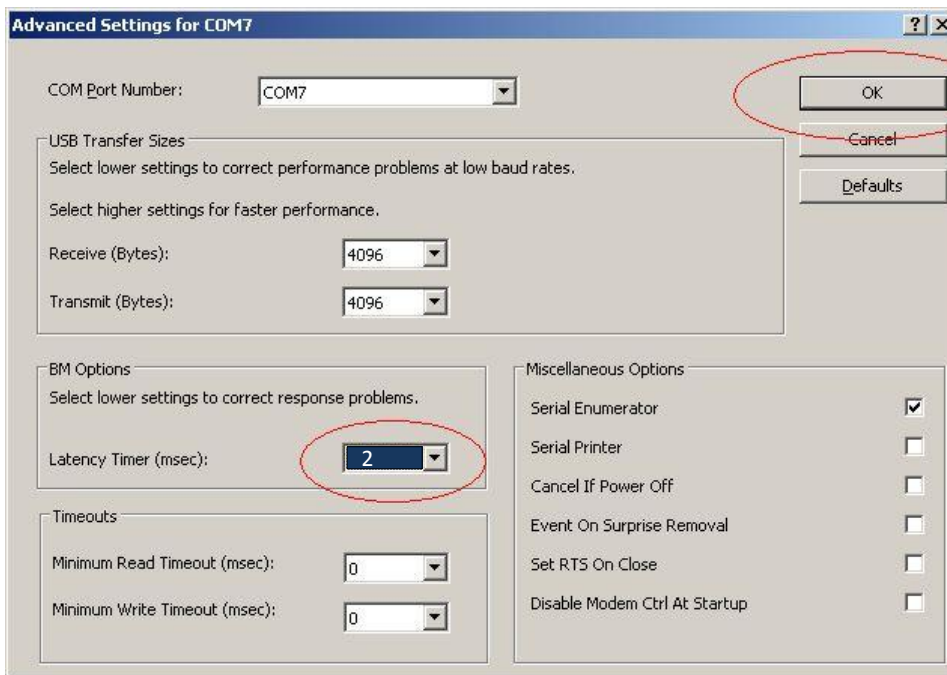 Advanced Settings for COM7
COM Port Number: COM7
OK
USB Transfer Sizes
Cancel
Select lower settings to correct performance problems at low baud rates.
Defaults
Select higher settings for faster performance.
Receive (Bytes): 4096
Transmit (Bytes): 4096
BM Options
Select lower settings to correct response problems.
Latency Timer (msec): 2
Timeouts
Minimum Read Timeout (msec): 0
Minimum Write Timeout (msec): 0
Miscellaneous Options
Serial Enumerator
Serial Printer
Cancel If Power Off
Event On Surprise Removal
Set RTS On Close
Disable Modem Ctrl At Startup